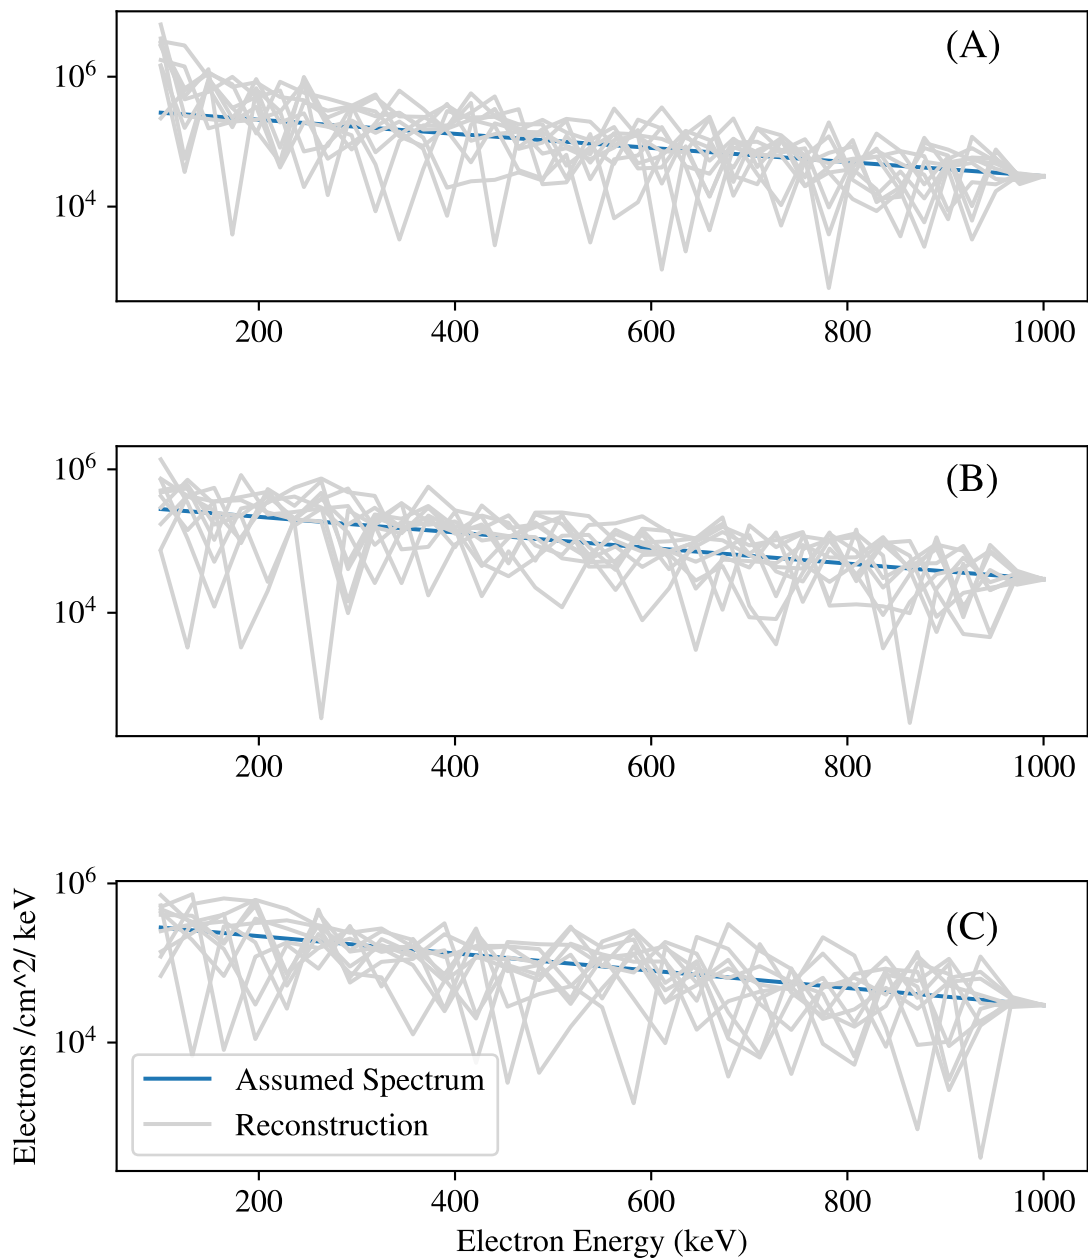 (A)
10^6
10^4
200 400 600 800 1000
(B)
10^6
10^4
200 400 600 800 1000
(C)
10^6
10^4
Electrons /cm^2/ keV
Assumed Spectrum
Reconstruction
200 400 600 800 1000
Electron Energy (keV)